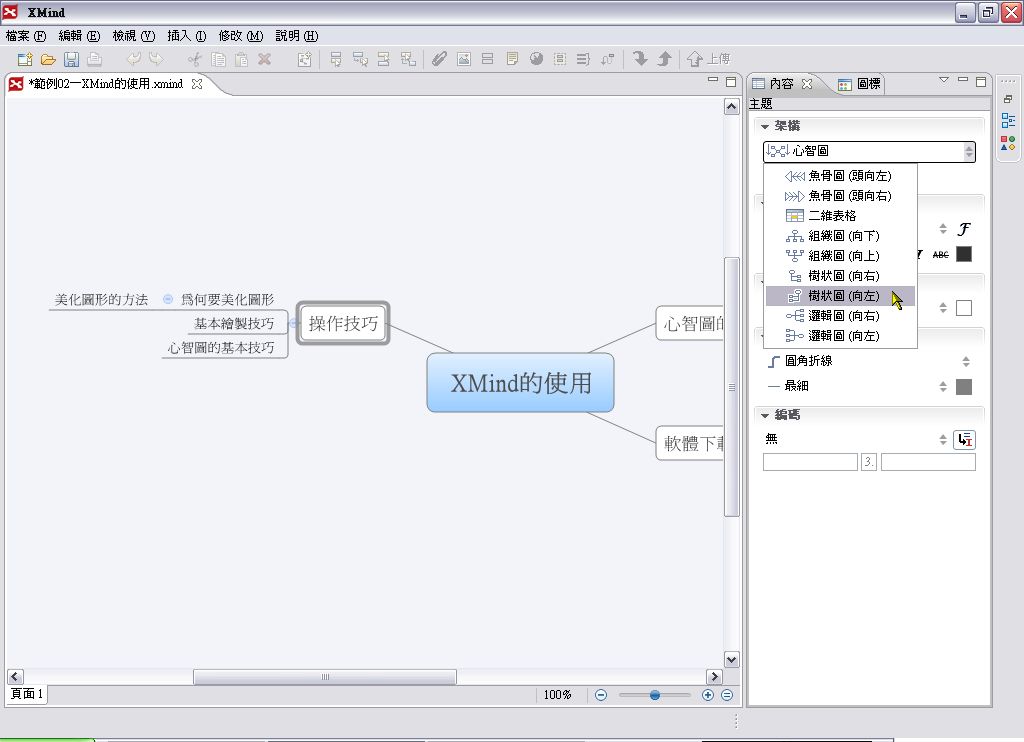 XMind
檔案 (F) 編輯 (E) 檢視 (V) 插入 (I) 修改 (M) 說明 (H)
上傳
*範例02—XMind的使用.xmind
美化圖形的方法
為何要美化圖形
基本繪製技巧
心智圖的基本技巧
操作技巧
XMind的使用
心智圖的
軟體下載
頁面 1
100%
內容
圖標
主題
架構
心智圖
魚骨圖 (頭向左)
魚骨圖 (頭向右)
二維表格
組織圖 (向下)
組織圖 (向上)
樹狀圖 (向右)
樹狀圖 (向左)
邏輯圖 (向右)
邏輯圖 (向左)
F
ABC
圓角折線
最細
編碼
無
3.